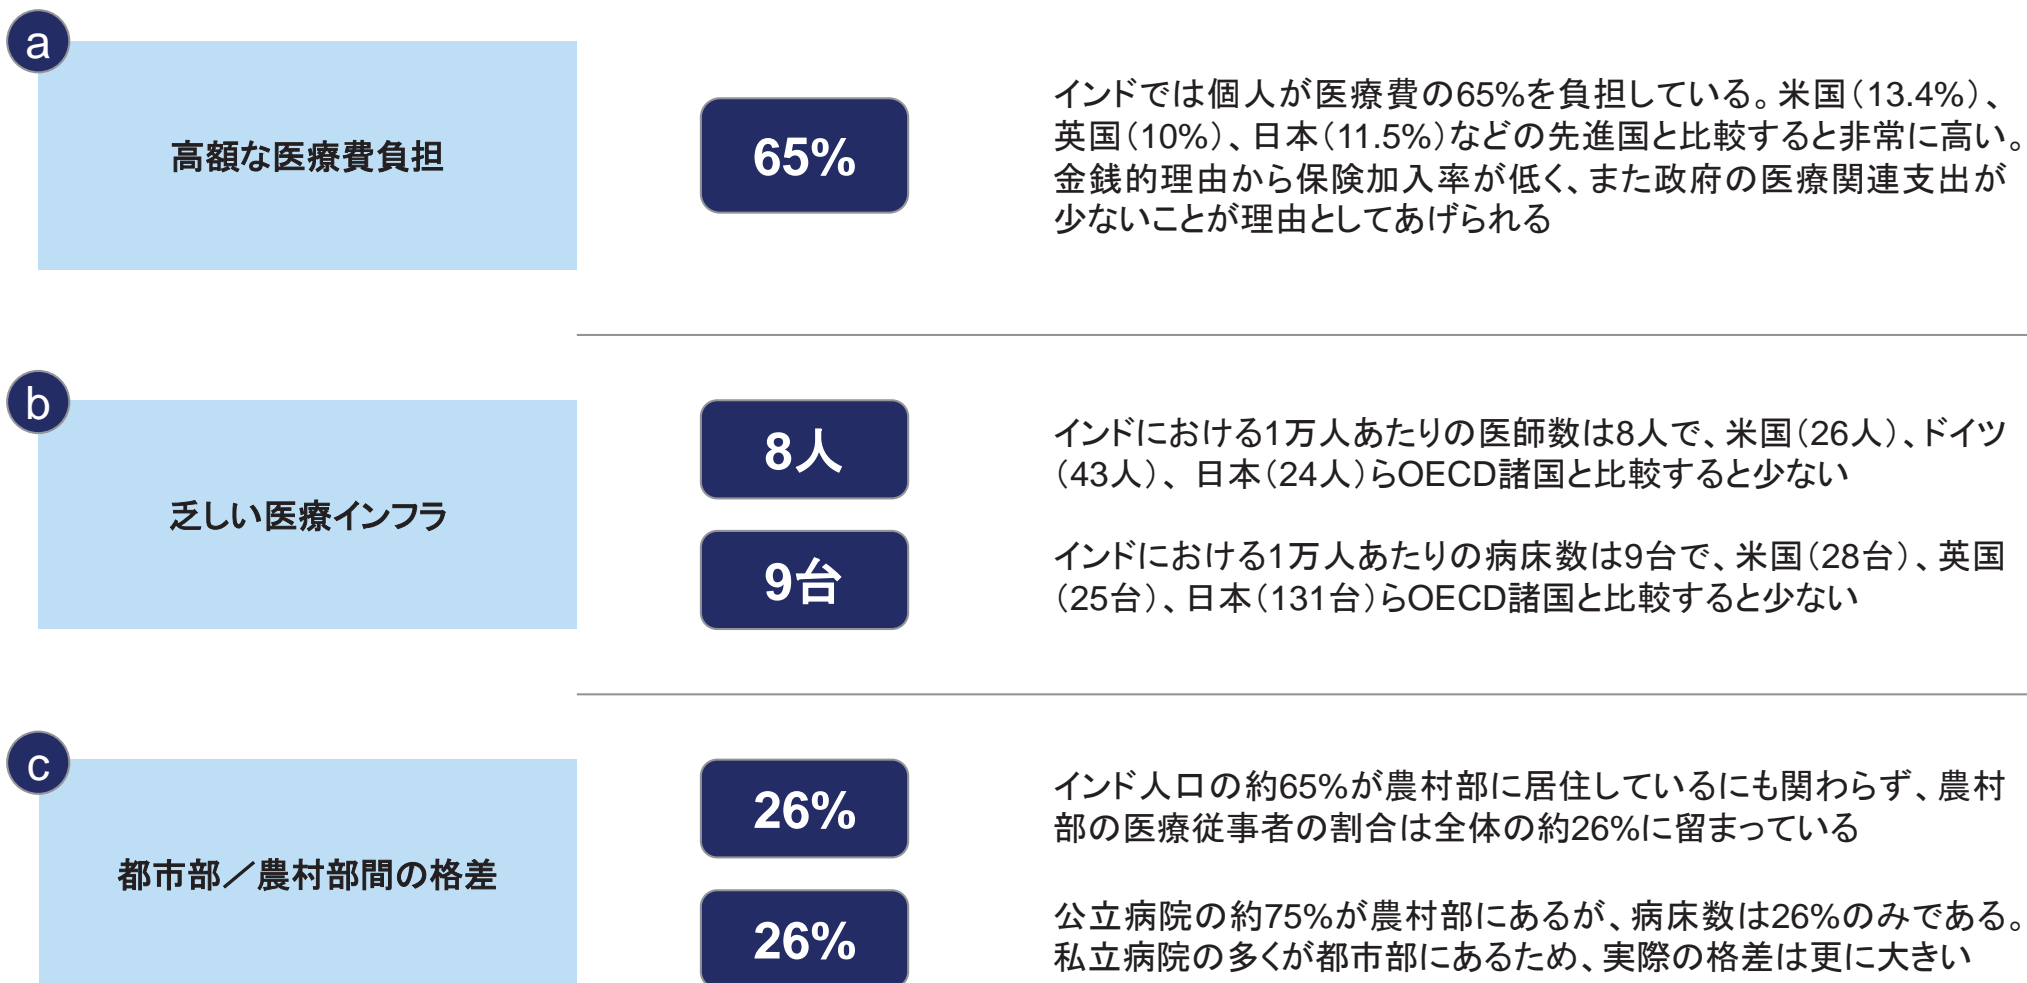 a
高額な医療費負担
65%
インドでは個人が医療費の65%を負担している。米国（13.4%）、
英国（10%）、日本（11.5%）などの先進国と比較すると非常に高い。
金銭的理由から保険加入率が低く、また政府の医療関連支出が
少ないことが理由としてあげられる
b
乏しい医療インフラ
8人
インドにおける1万人あたりの医師数は8人で、米国（26人）、ドイツ
（43人）、日本（24人）らOECD諸国と比較すると少ない
9台
インドにおける1万人あたりの病床数は9台で、米国（28台）、英国
（25台）、日本（131台）らOECD諸国と比較すると少ない
c
都市部／農村部間の格差
26%
インド人口の約65%が農村部に居住しているにも関わらず、農村
部の医療従事者の割合は全体の約26%に留まっている
26%
公立病院の約75%が農村部にあるが、病床数は26%のみである。
私立病院の多くが都市部にあるため、実際の格差は更に大きい